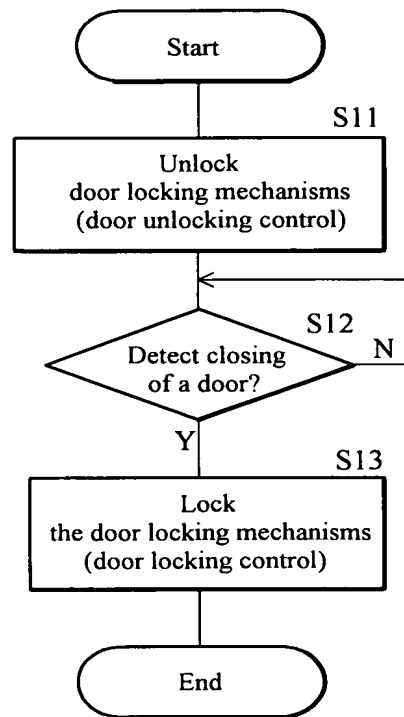 Start
S11
Unlock
door locking mechanisms
(door unlocking control)
S12
Detect closing
of a door?
N
Y
S13
Lock
the door locking mechanisms
(door locking control)
End